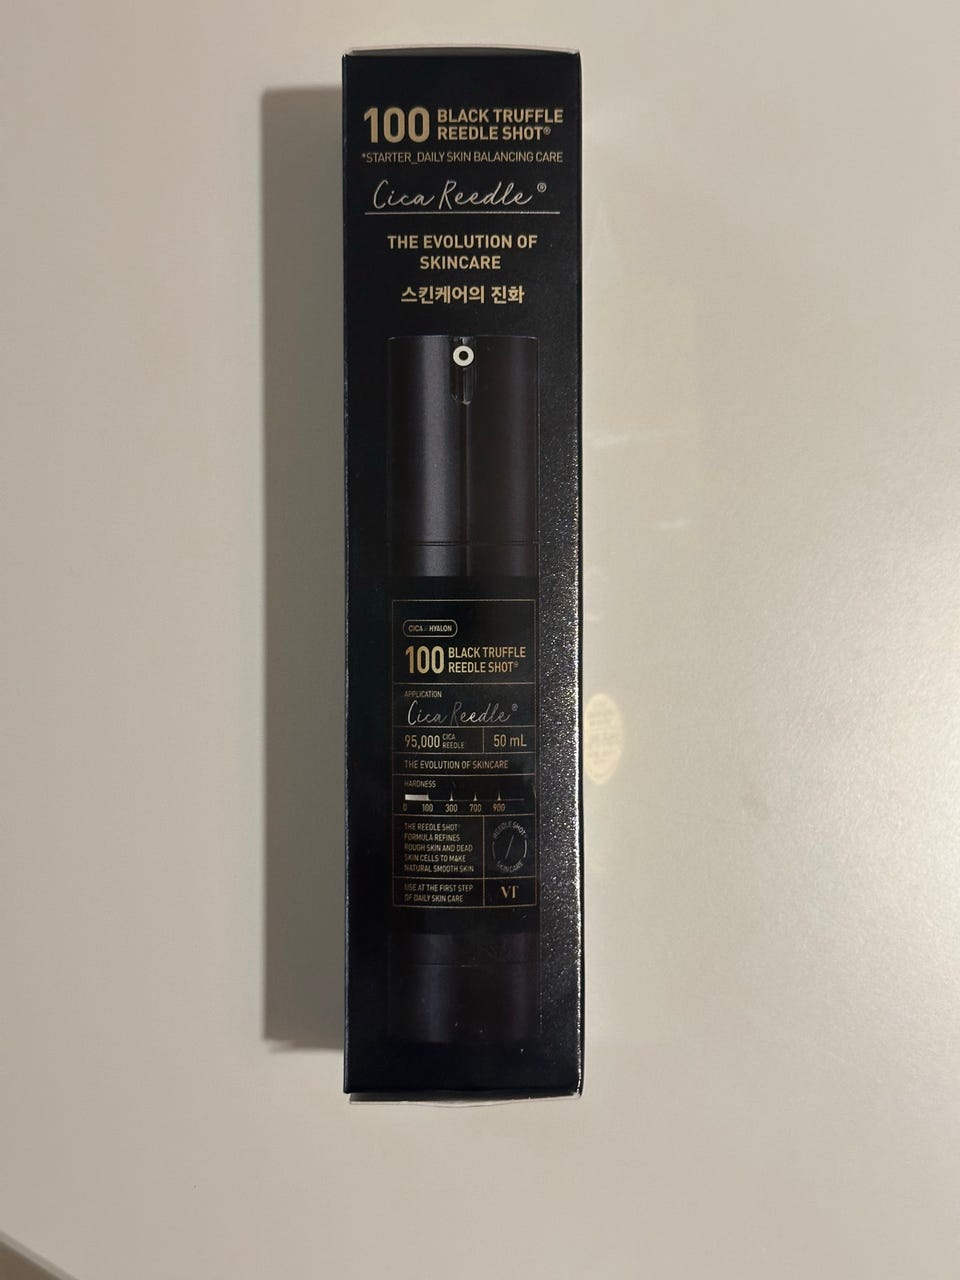 100 BLACK TRUFFLE
REEDLE SHOT®
*STARTER_DAILY SKIN BALANCING CARE
Cica Reedle®
THE EVOLUTION OF
SKINCARE
스킨케어의 진화
CICA × HYALON
100 BLACK TRUFFLE
REEDLE SHOT®
APPLICATION
Cica Reedle®
95,000 CICA
REEDLE
50 mL
THE EVOLUTION OF SKINCARE
HARDNESS
0 100 300 700 900
THE REEDLE SHOT®
FORMULA REFINES
ROUGH SKIN AND DEAD
SKIN CELLS TO MAKE
NATURAL SMOOTH SKIN
REEDLE SHOT
SKINCARE
USE AT THE FIRST STEP
OF DAILY SKIN CARE
VT